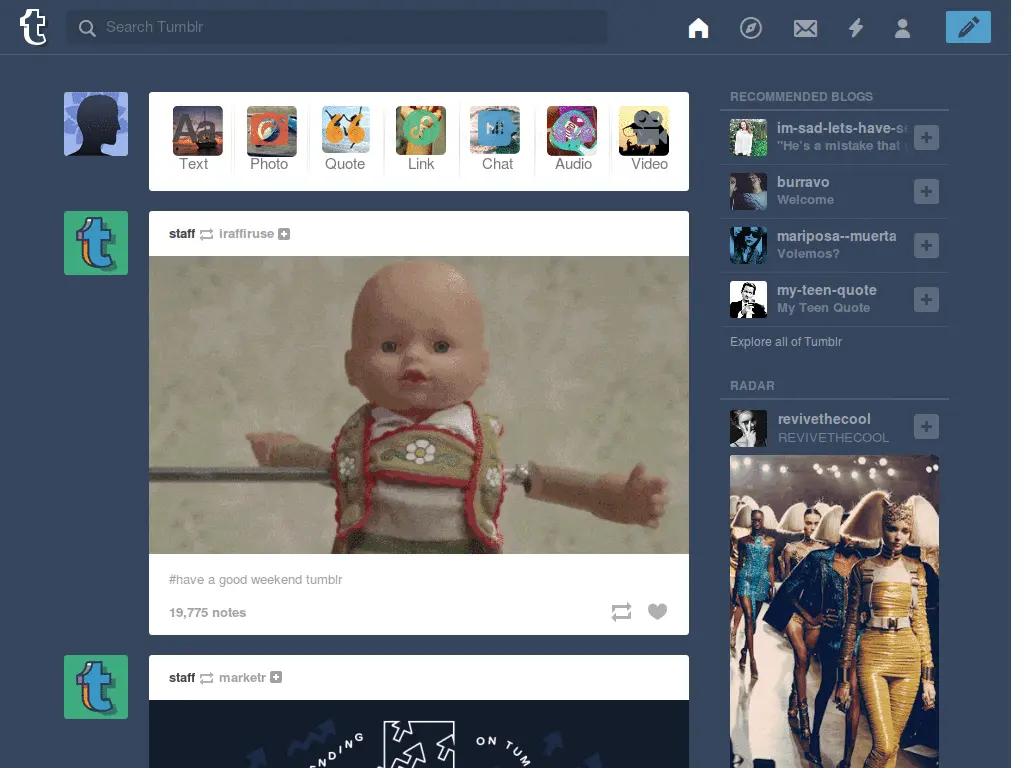 t
Search Tumblr
Aa
Text
Photo
Quote
Link
Chat
Audio
Video
staff iraffiruse
#have a good weekend tumblr
19,775 notes
staff marketr
ON TUM
RECOMMENDED BLOGS
im-sad-lets-have-s
"He's a mistake that
burravo
Welcome
mariposa--muerta
Volemos?
my-teen-quote
My Teen Quote
Explore all of Tumblr
RADAR
revivethecool
REVIVETHECOOL